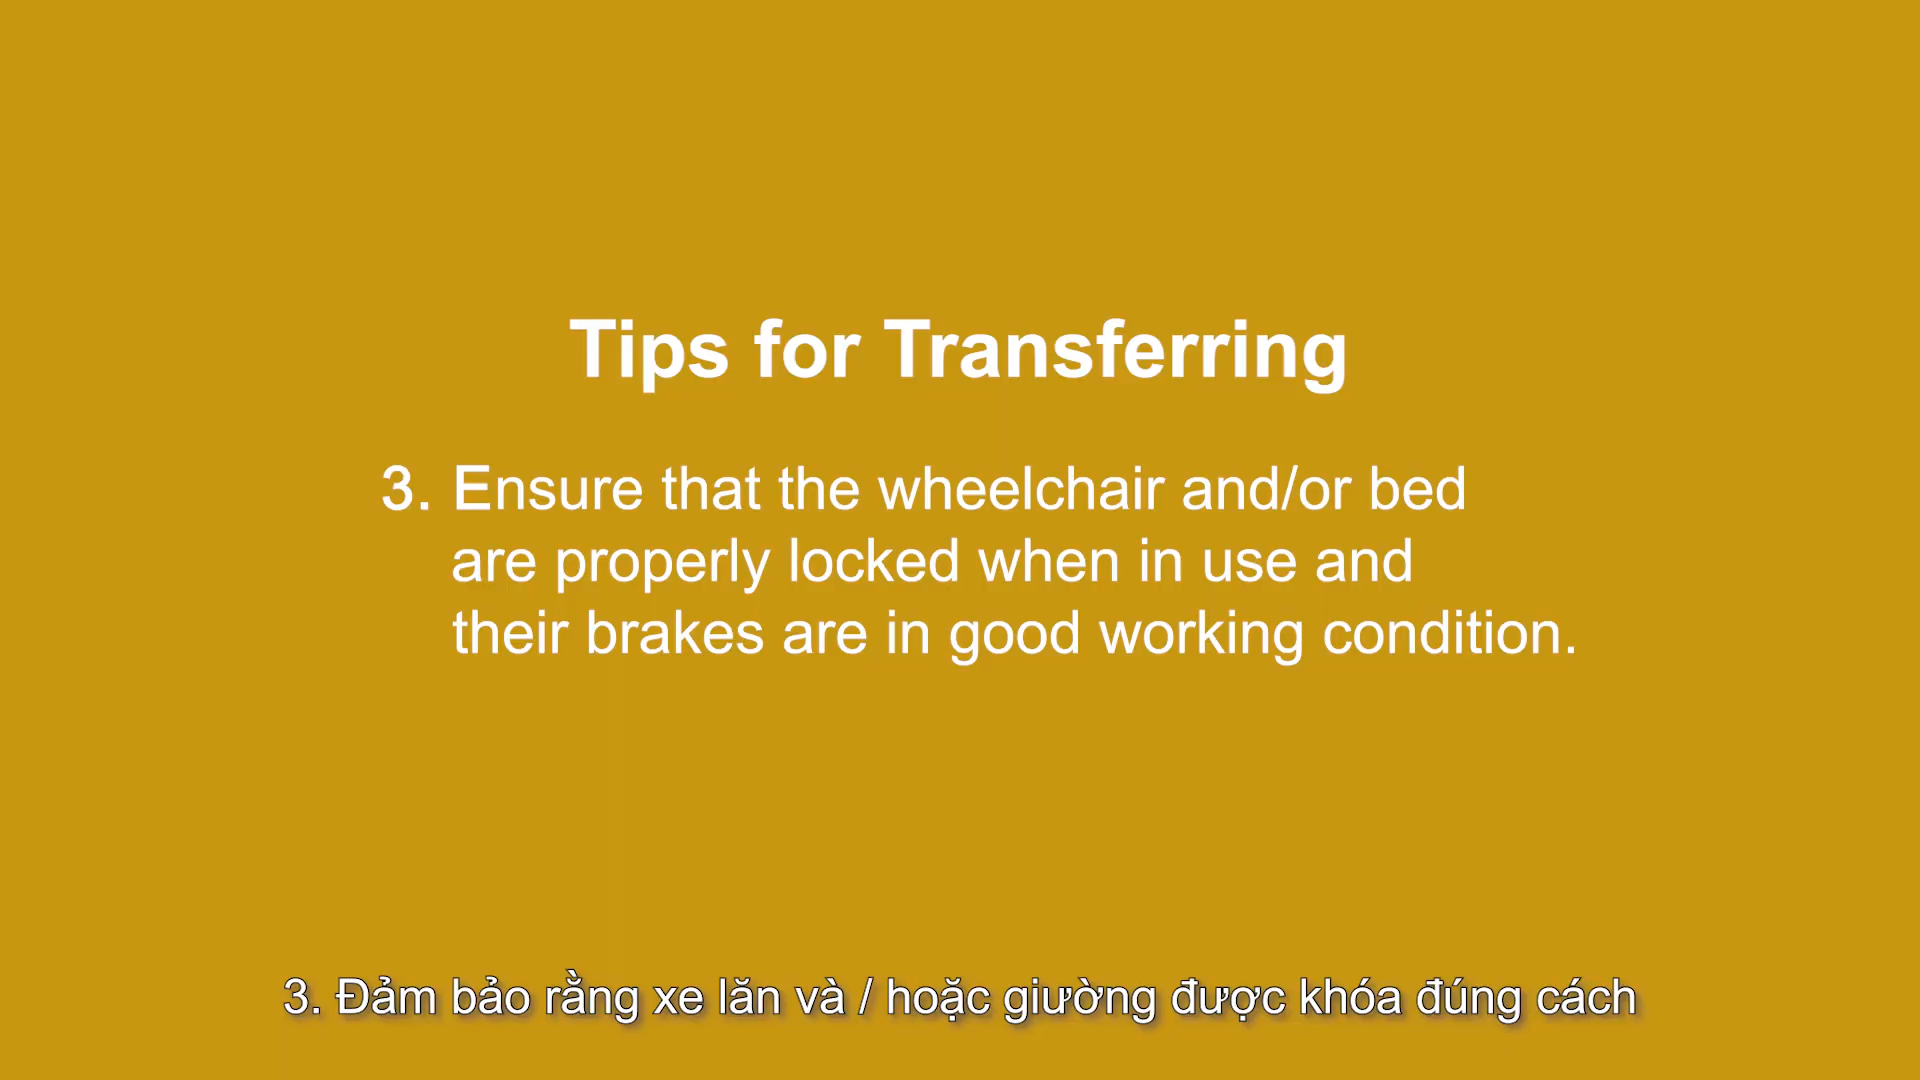 Tips for Transferring
3. Ensure that the wheelchair and/or bed
are properly locked when in use and
their brakes are in good working condition.
3. Đảm bảo rằng xe lăn và / hoặc giường được khóa đúng cách